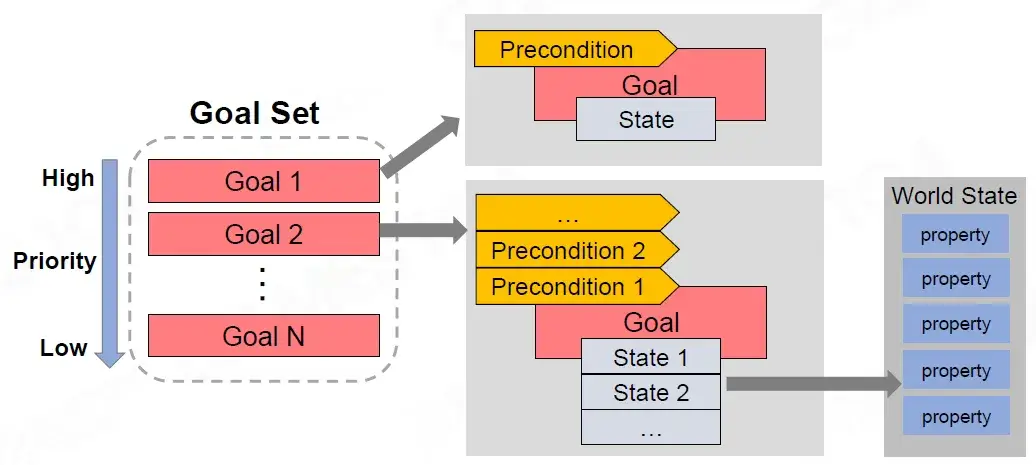 Goal Set
High
Priority
Low
Goal 1
Goal 2
⋮
Goal N
Precondition
Goal
State
...
Precondition 2
Precondition 1
Goal
State 1
State 2
...
World State
property
property
property
property
property